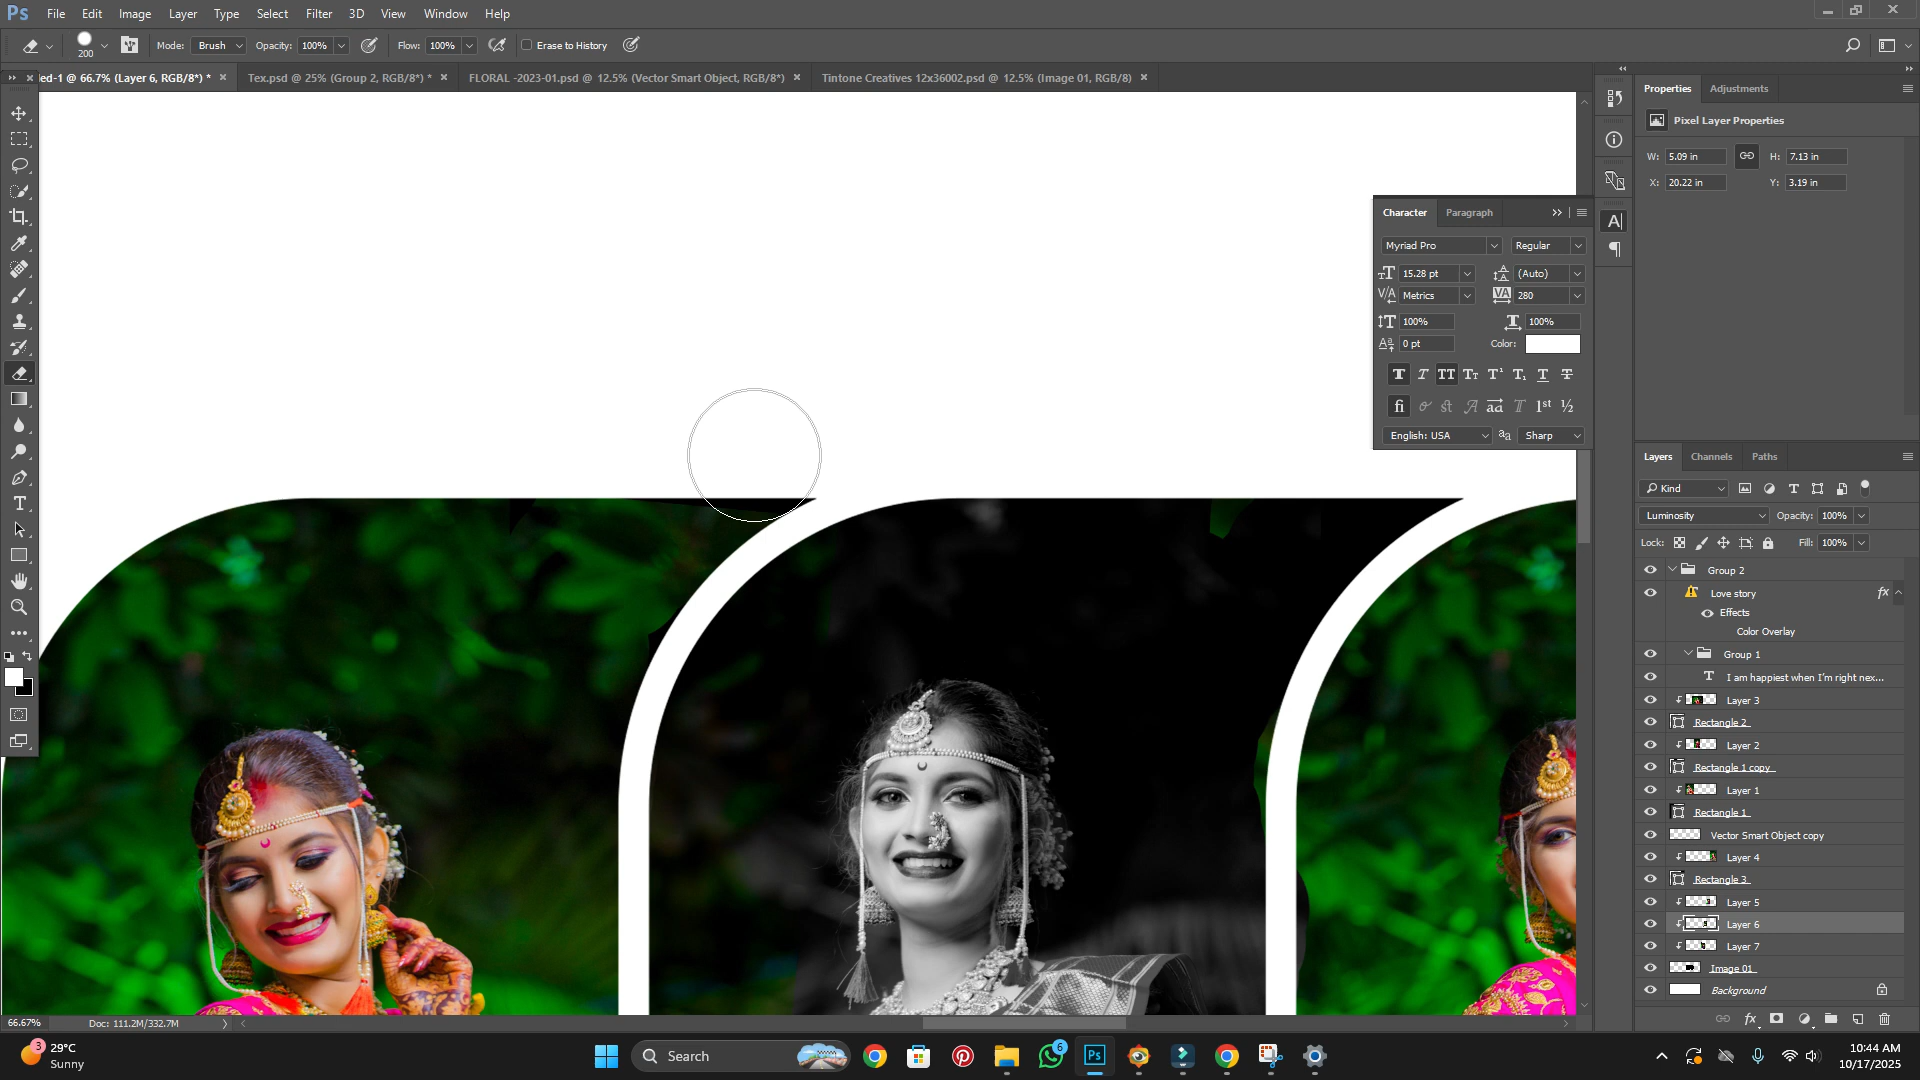 Ps File Edit Image Layer Type Select Filter 3D View Window Help
200 Mode: Brush Opacity: 100% Flow: 100% Erase to History
ed-1 @ 66.7% (Layer 6, RGB/8*) * Tex.psd @ 25% (Group 2, RGB/8*) * FLORAL -2023-01.psd @ 12.5% (Vector Smart Object, RGB/8*) Tintone Creatives 12x36002.psd @ 12.5% (Image 01, RGB/8)
Properties Adjustments
Pixel Layer Properties
W: 5.09 in H: 7.13 in
X: 20.22 in Y: 3.19 in
Character Paragraph
Myriad Pro Regular
15.28 pt (Auto)
Metrics 280
100% 100%
0 pt Color:
English: USA Sharp
Layers Channels Paths
Kind
Luminosity Opacity: 100%
Lock: Fill: 100%
Group 2
Love story fx
Effects
Color Overlay
Group 1
I am happiest when I'm right nex...
Layer 3
Rectangle 2
Layer 2
Rectangle 1 copy
Layer 1
Rectangle 1
Vector Smart Object copy
Layer 4
Rectangle 3
Layer 5
Layer 6
Layer 7
Image 01
Background
66.67% Doc: 111.2M/332.7M
3 29°C
Sunny
Search
6
Ps
10:44 AM
10/17/2025